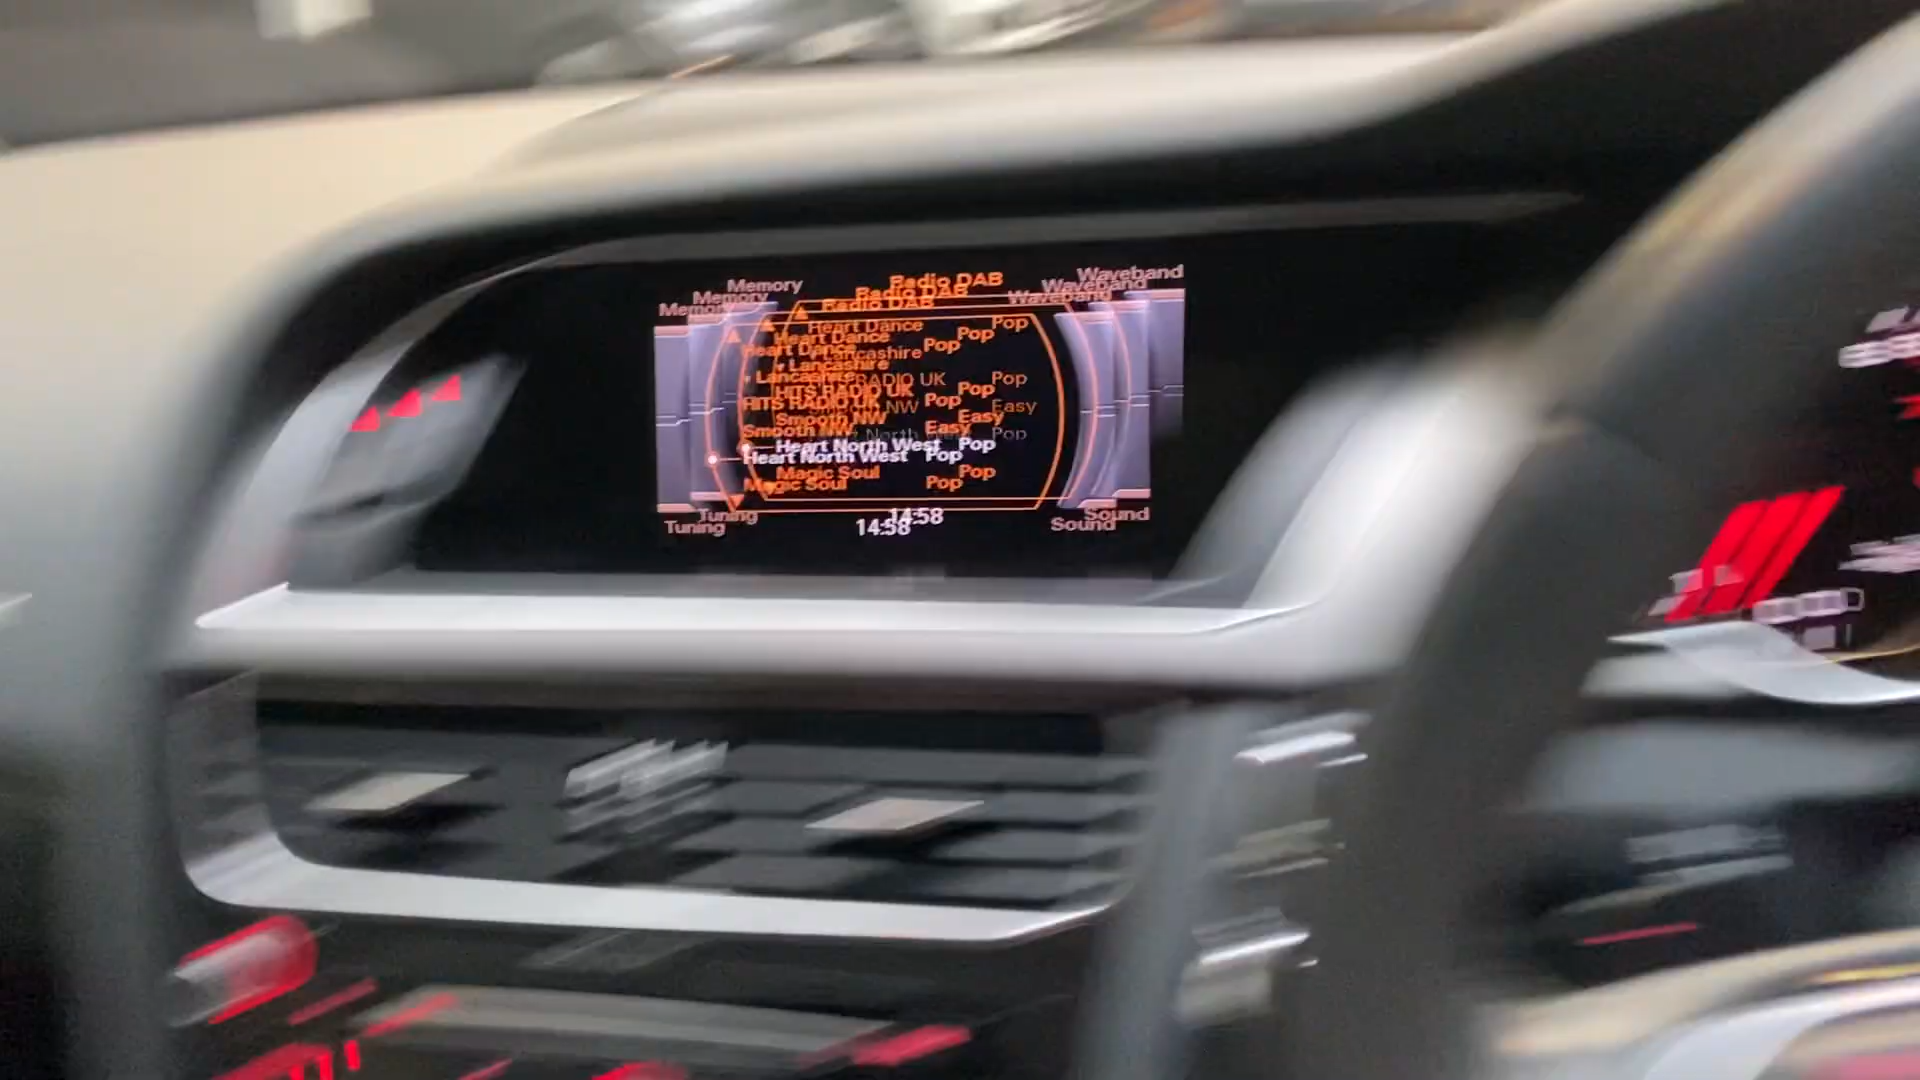 Memory Radio DAB Waveband
Heart Dance Pop
Lancashire
HITS RADIO UK Pop
Smooth NW Easy
Heart North West Pop
Magic Soul Pop
Tuning 14:58 Sound